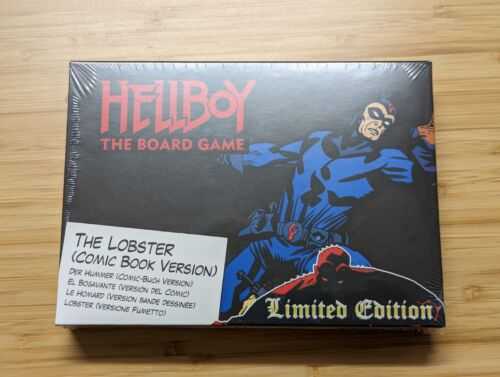 HELLBOY
THE BOARD GAME
THE LOBSTER
(COMIC BOOK VERSION)
DER HUMMER (COMIC-BUCH VERSION)
EL BOGAVANTE (VERSION DEL COMIC)
LE HOMARD (VERSION BANDE DESSINÉE)
LOBSTER (VERSIONE FUMETTO)
Limited Edition